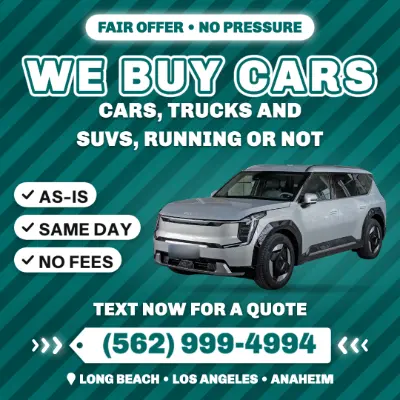 FAIR OFFER • NO PRESSURE
WE BUY CARS
CARS, TRUCKS AND
SUVS, RUNNING OR NOT
AS-IS
SAME DAY
NO FEES
TEXT NOW FOR A QUOTE
(562) 999-4994
LONG BEACH • LOS ANGELES • ANAHEIM